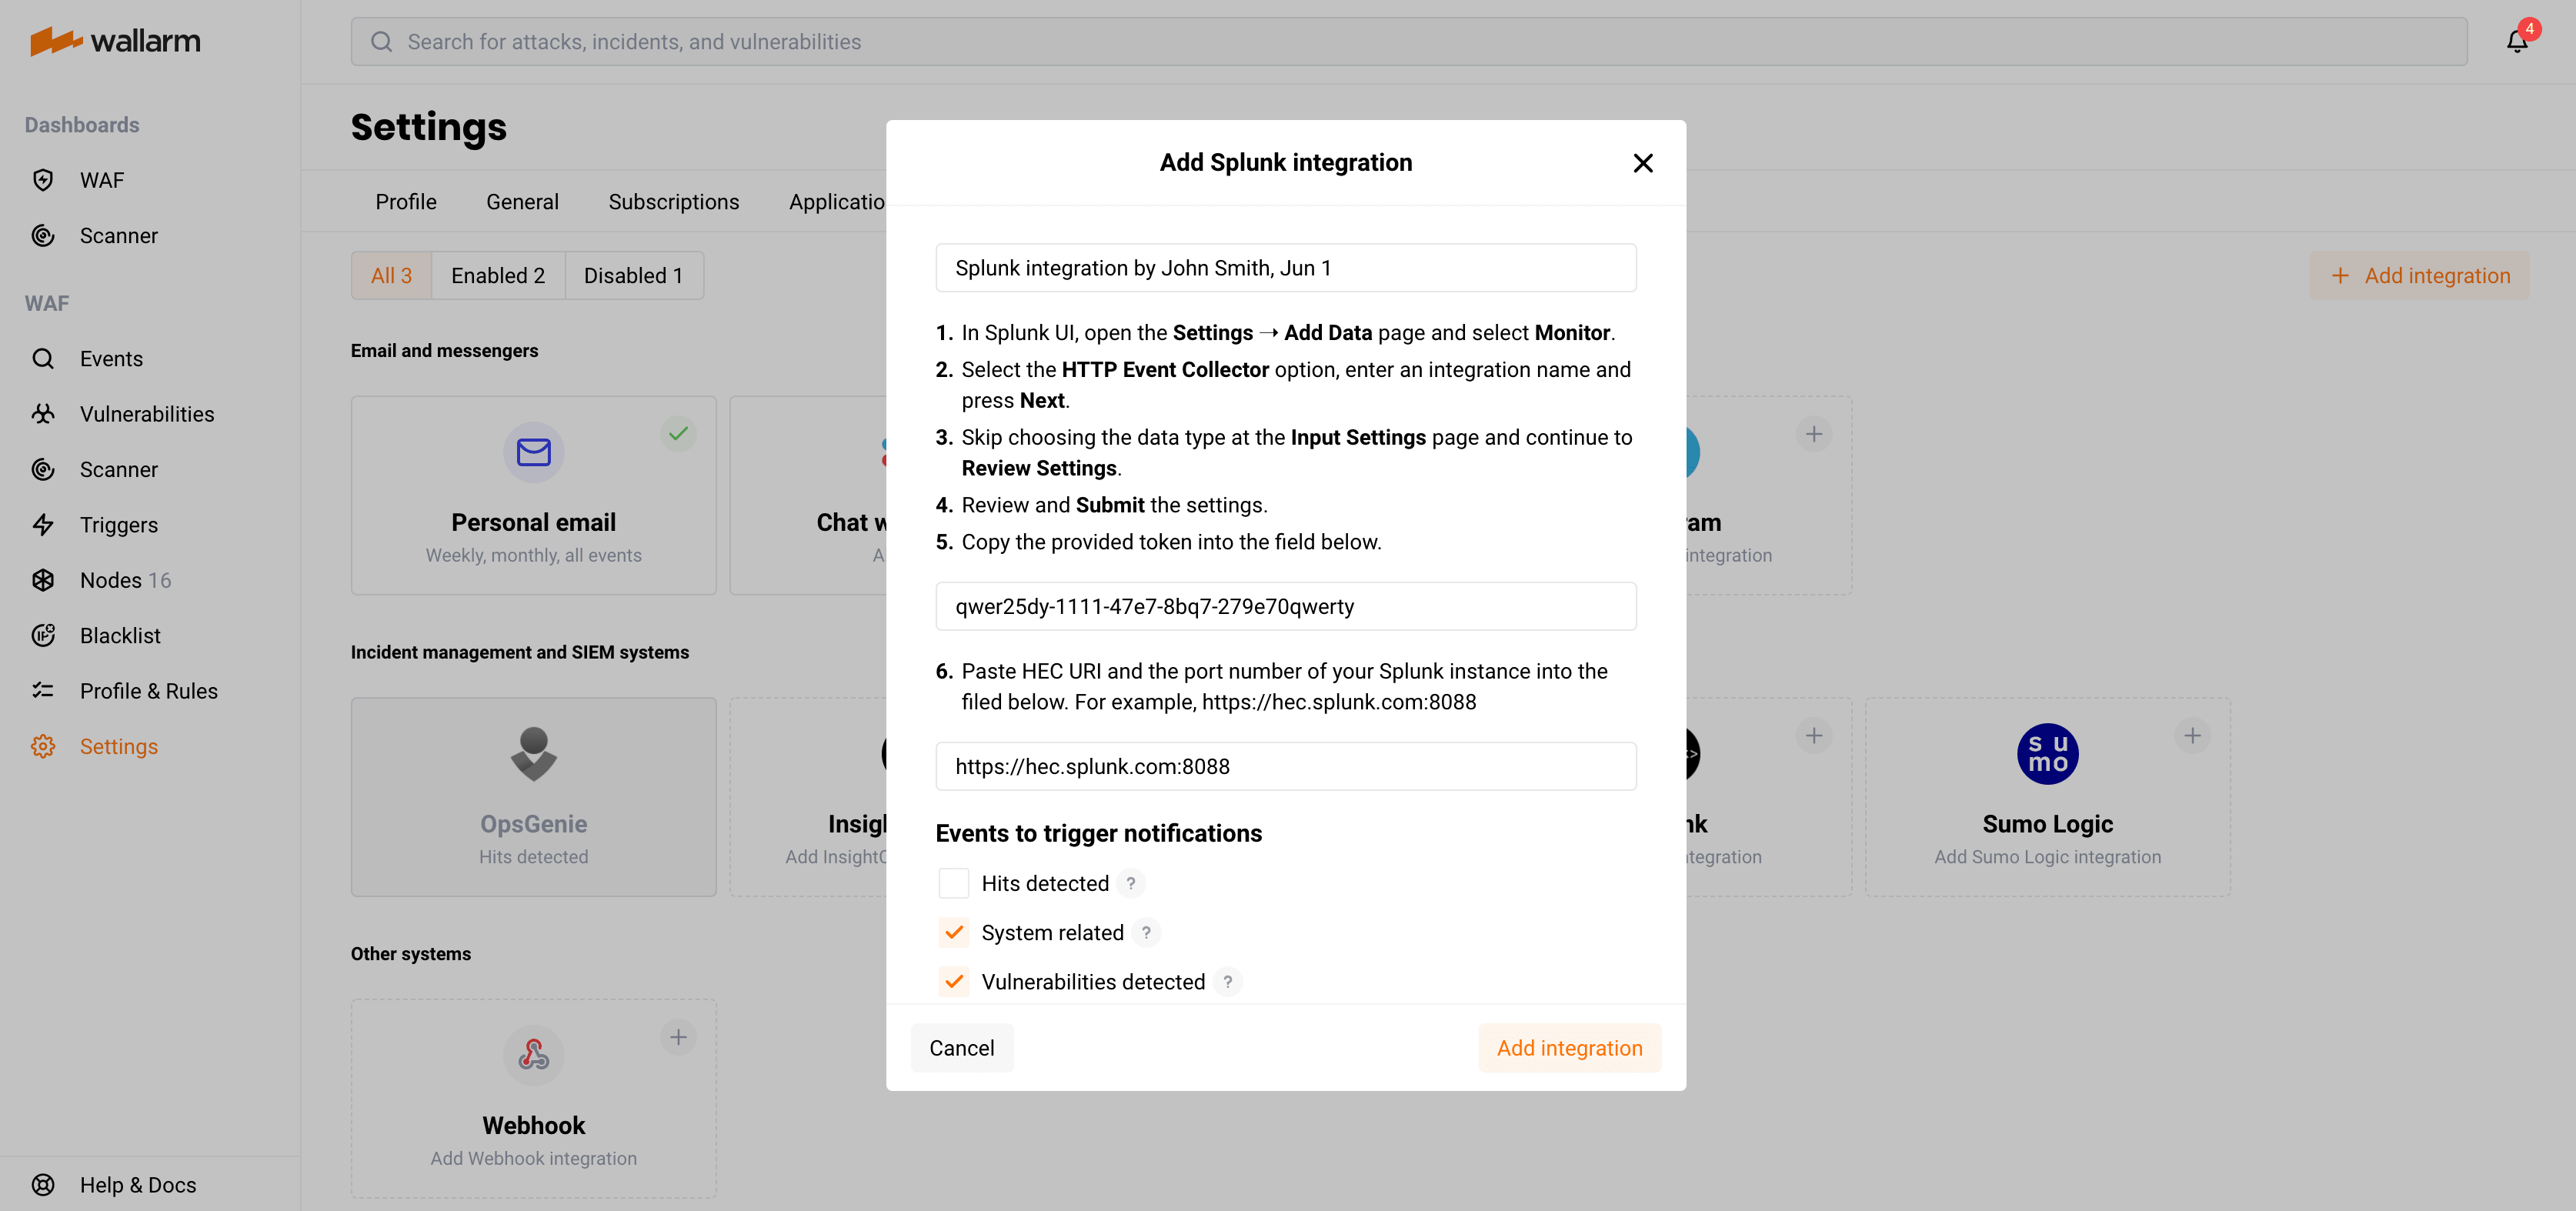 wallarm
Search for attacks, incidents, and vulnerabilities
4
Dashboards
WAF
Scanner
WAF
Events
Vulnerabilities
Scanner
Triggers
Nodes 16
Blacklist
Profile & Rules
Settings
Help & Docs
Settings
Profile General Subscriptions Applicatio
All 3 Enabled 2 Disabled 1
+ Add integration
Email and messengers
Personal email
Weekly, monthly, all events
Chat w
A
ram
integration
Incident management and SIEM systems
OpsGenie
Hits detected
Insigh
Add InsightC
nk
tegration
su
mo
Sumo Logic
Add Sumo Logic integration
Other systems
Webhook
Add Webhook integration
Add Splunk integration
Splunk integration by John Smith, Jun 1
1. In Splunk UI, open the Settings → Add Data page and select Monitor.
2. Select the HTTP Event Collector option, enter an integration name and
press Next.
3. Skip choosing the data type at the Input Settings page and continue to
Review Settings.
4. Review and Submit the settings.
5. Copy the provided token into the field below.
qwer25dy-1111-47e7-8bq7-279e70qwerty
6. Paste HEC URI and the port number of your Splunk instance into the
filed below. For example, https://hec.splunk.com:8088
https://hec.splunk.com:8088
Events to trigger notifications
Hits detected ?
System related ?
Vulnerabilities detected ?
Cancel
Add integration